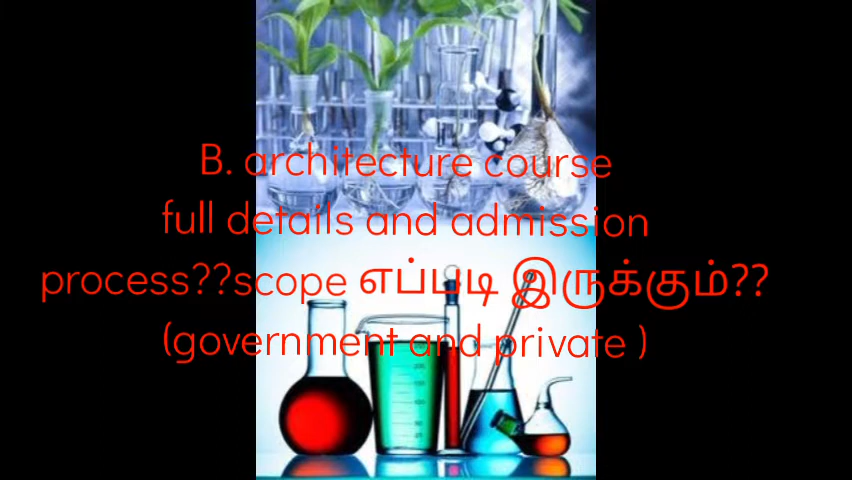 B. architecture course
full details and admission
process??scope எப்படி இருக்கும்??
(government and private )